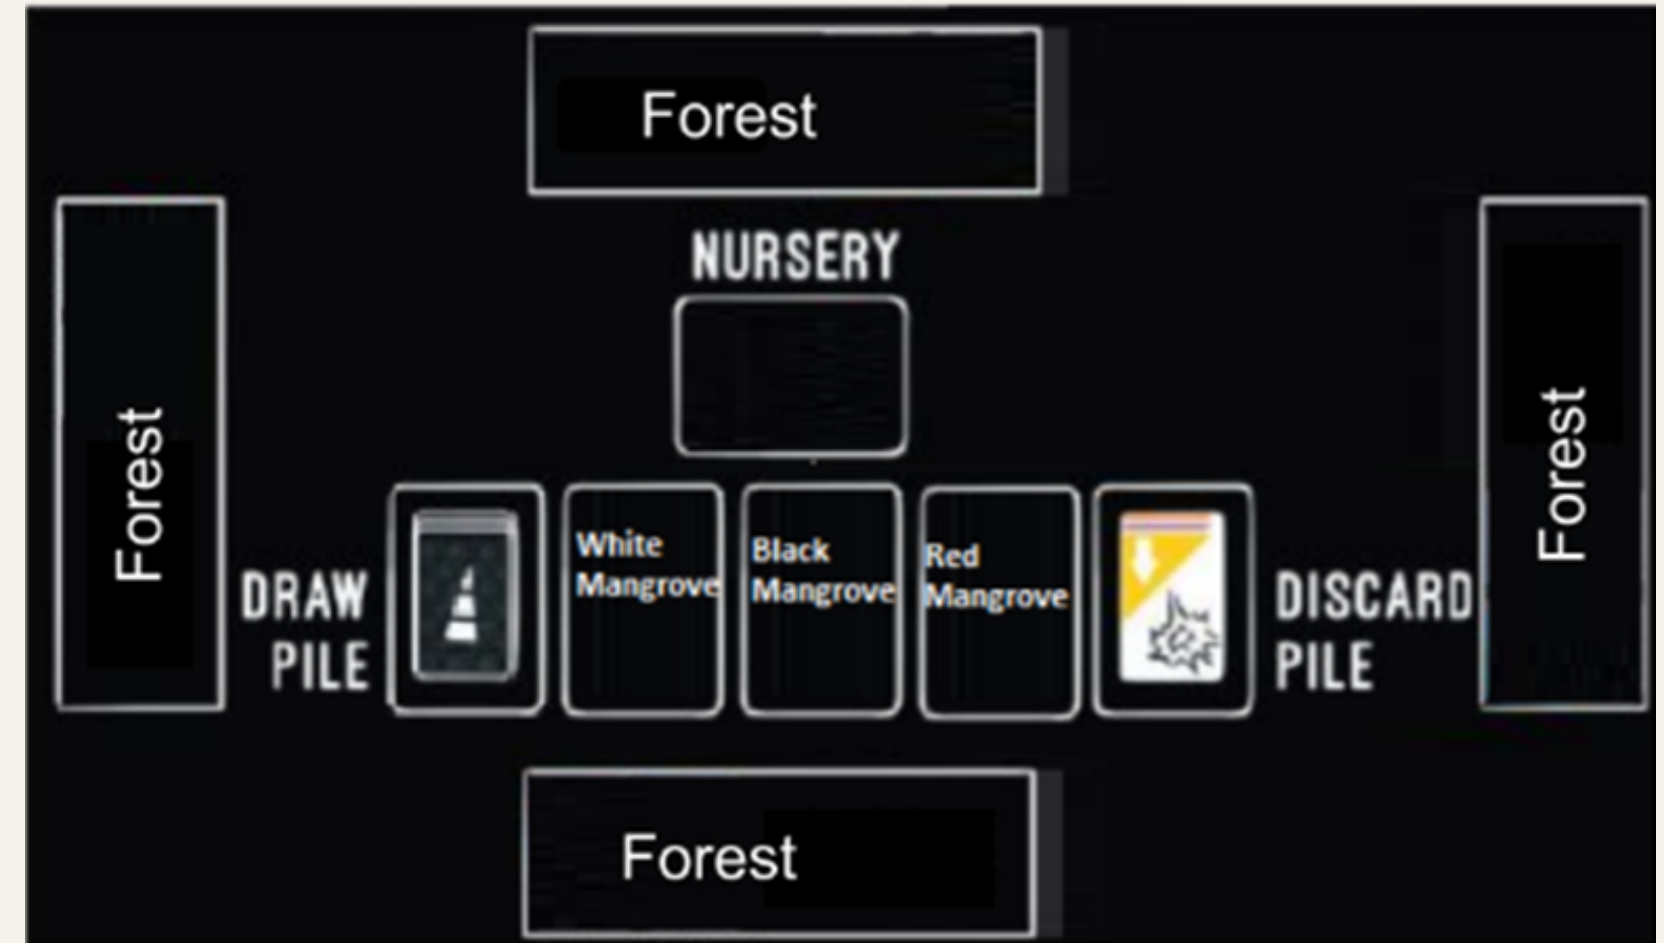 Forest
NURSERY
Forest
Forest
DRAW
PILE
White
Mangrove
Black
Mangrove
Red
Mangrove
DISCARD
PILE
Forest